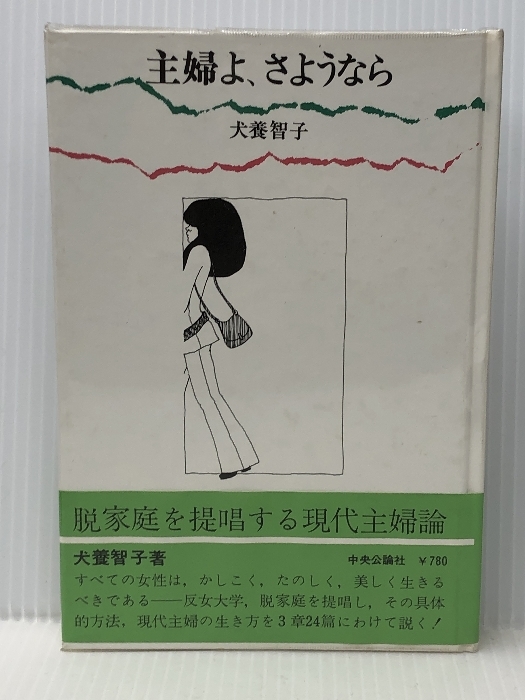 主婦よ、さようなら
犬養智子
脱家庭を提唱する現代主婦論
犬養智子著
中央公論社 ￥780
すべての女性は，かしこく，たのしく，美しく生きる
べきである――反女大学，脱家庭を提唱し，その具体
的方法，現代主婦の生き方を3章24篇にわけて説く！